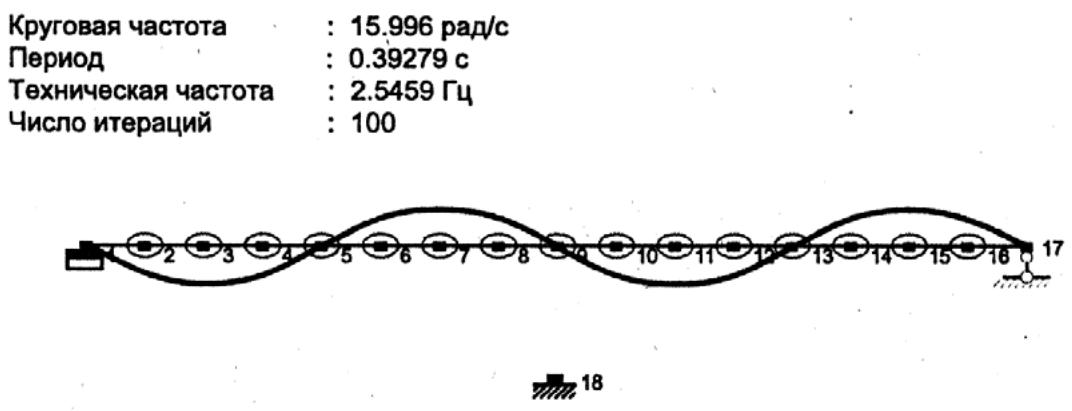 Круговая частота : 15.996 рад/с
Период : 0.39279 с
Техническая частота : 2.5459 Гц
Число итераций : 100
1 2 3 4 5 6 7 8 9 10 11 12 13 14 15 16 17
18